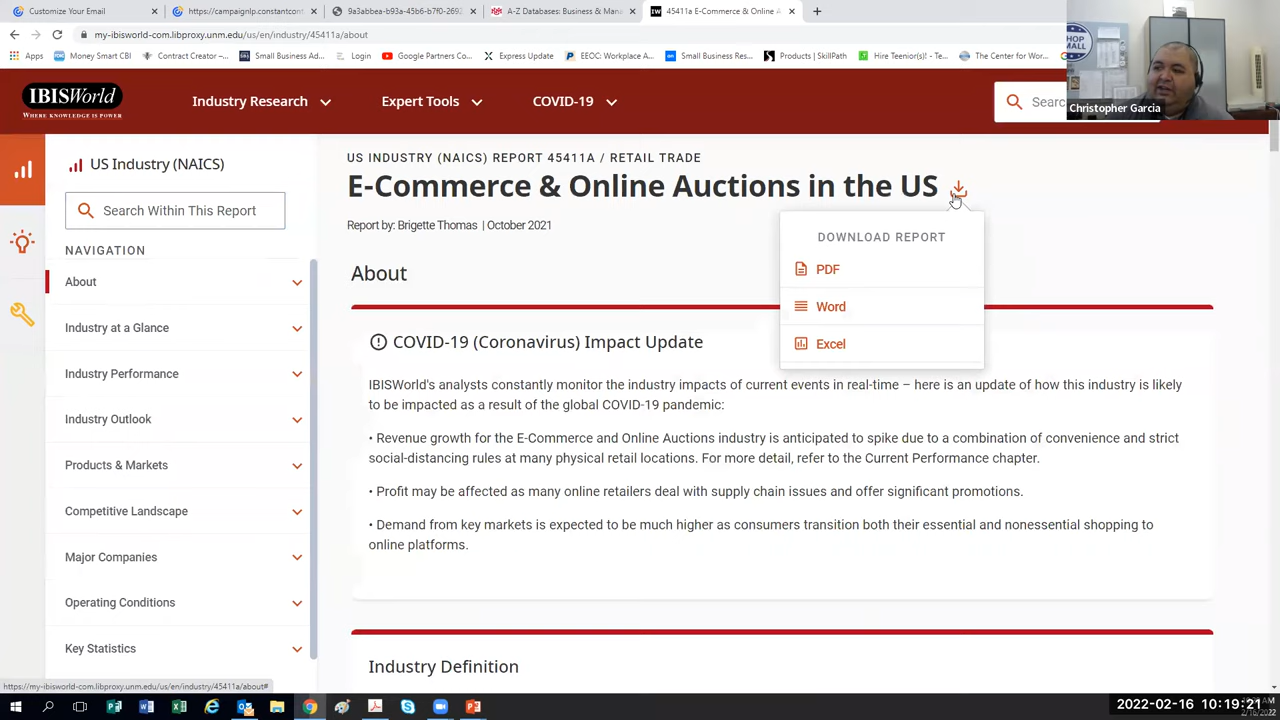 Customize Your Email
https://campaignlp.constantcont
9a3abbea-b93a-45b6-b7f0-269
A-Z Databases: Business & Mana
45411a E-Commerce & Online A
my-ibisworld-com.libproxy.unm.edu/us/en/industry/45411a/about
Apps
Money Smart CBI
Contract Creator –...
Small Business Ad...
Login
Google Partners Co...
Express Update
EEOC: Workplace A...
Small Business Res...
Products | SkillPath
Hire Teenior(s)! - Te...
The Center for Wor...
SHOP
SMALL
Christopher Garcia
IBISWorld
WHERE KNOWLEDGE IS POWER
Industry Research
Expert Tools
COVID-19
Searc
US Industry (NAICS)
Search Within This Report
NAVIGATION
About
Industry at a Glance
Industry Performance
Industry Outlook
Products & Markets
Competitive Landscape
Major Companies
Operating Conditions
Key Statistics
US INDUSTRY (NAICS) REPORT 45411A / RETAIL TRADE
E-Commerce & Online Auctions in the US
Report by: Brigette Thomas | October 2021
DOWNLOAD REPORT
PDF
Word
Excel
About
COVID-19 (Coronavirus) Impact Update
IBISWorld's analysts constantly monitor the industry impacts of current events in real-time – here is an update of how this industry is likely
to be impacted as a result of the global COVID-19 pandemic:
• Revenue growth for the E-Commerce and Online Auctions industry is anticipated to spike due to a combination of convenience and strict
social-distancing rules at many physical retail locations. For more detail, refer to the Current Performance chapter.
• Profit may be affected as many online retailers deal with supply chain issues and offer significant promotions.
• Demand from key markets is expected to be much higher as consumers transition both their essential and nonessential shopping to
online platforms.
Industry Definition
https://my-ibisworld-com.libproxy.unm.edu/us/en/industry/45411a/about#
2022-02-16 10:19:21